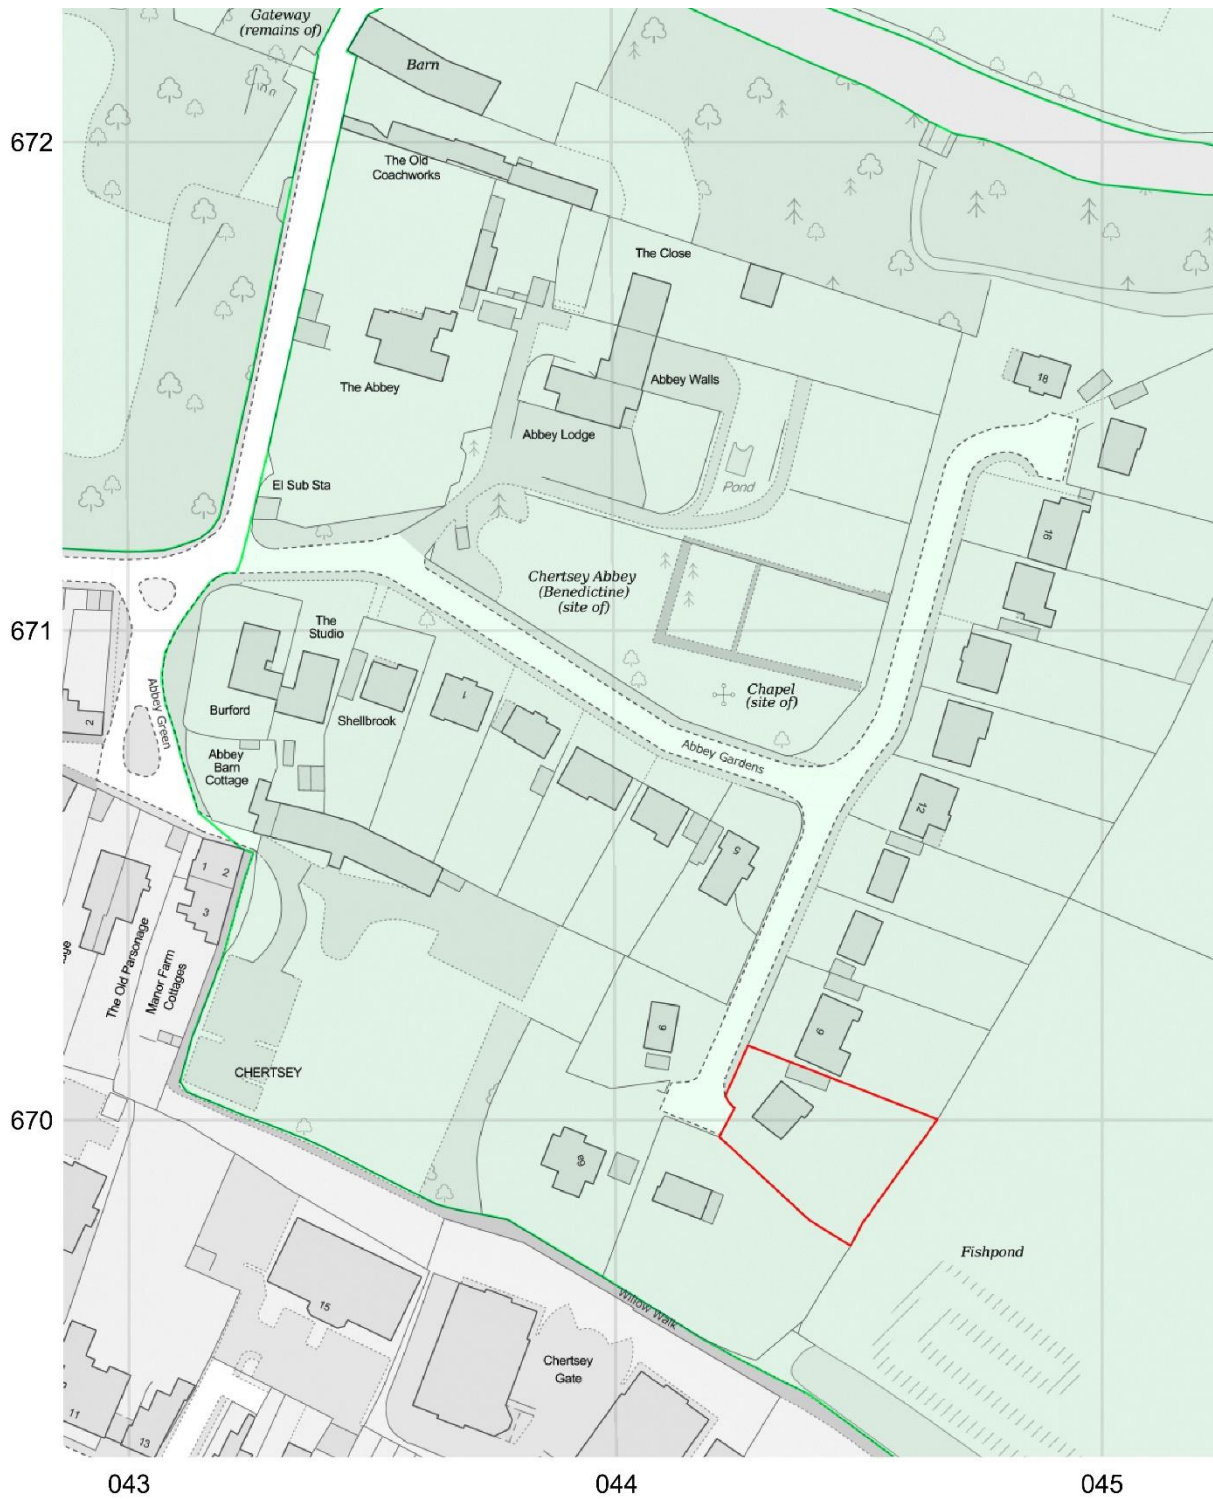 Gateway
(remains of)
Barn
672
The Old
Coachworks
The Close
The Abbey
Abbey Walls
18
Abbey Lodge
El Sub Sta
Pond
16
Chertsey Abbey
(Benedictine)
(site of)
671
The
Studio
1
Chapel
(site of)
Burford
Shellbrook
Abbey Green
2
Abbey Gardens
Abbey
Barn
Cottage
12
5
1 2
3
The Old Parsonage
Manor Farm
Cottages
9
6
CHERTSEY
670
69
Fishpond
Willow Walk
15
Chertsey
Gate
11
13
043
044
045